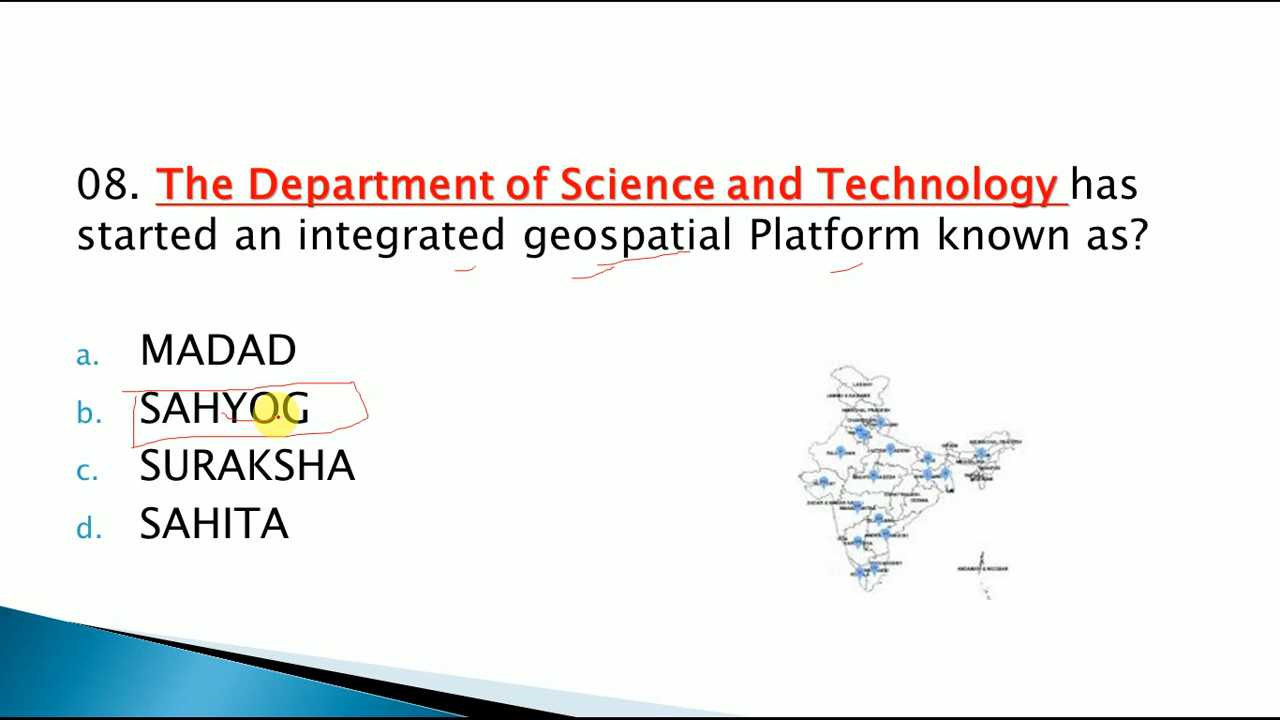 08. The Department of Science and Technology has
started an integrated geospatial Platform known as?
a. MADAD
b. SAHYOG
c. SURAKSHA
d. SAHITA